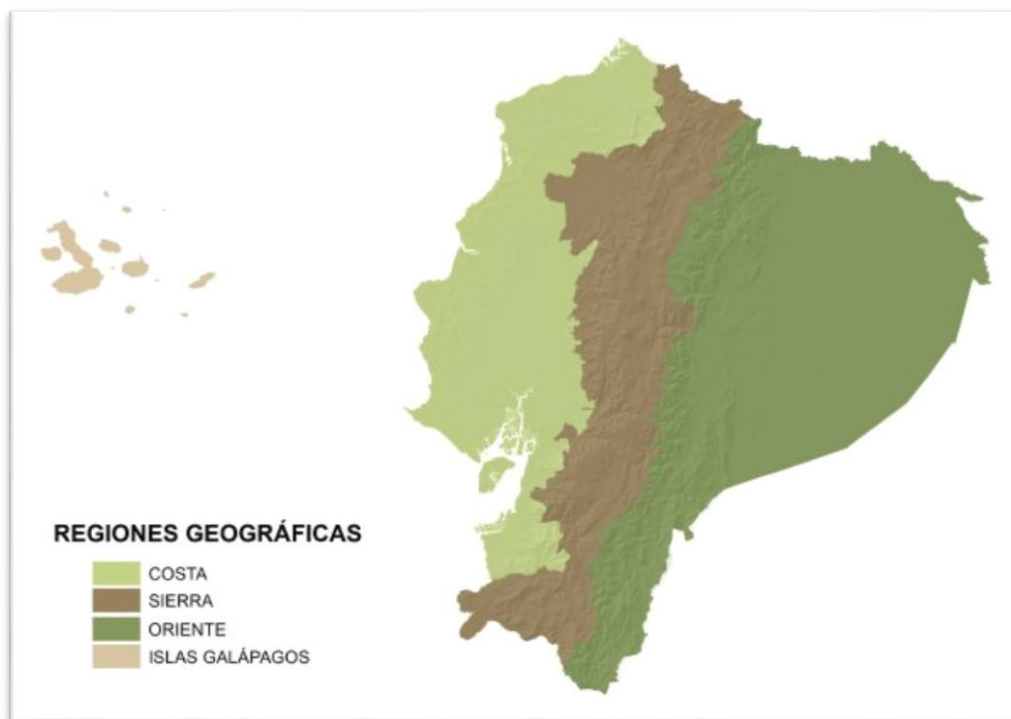 REGIONES GEOGRÁFICAS
COSTA
SIERRA
ORIENTE
ISLAS GALÁPAGOS